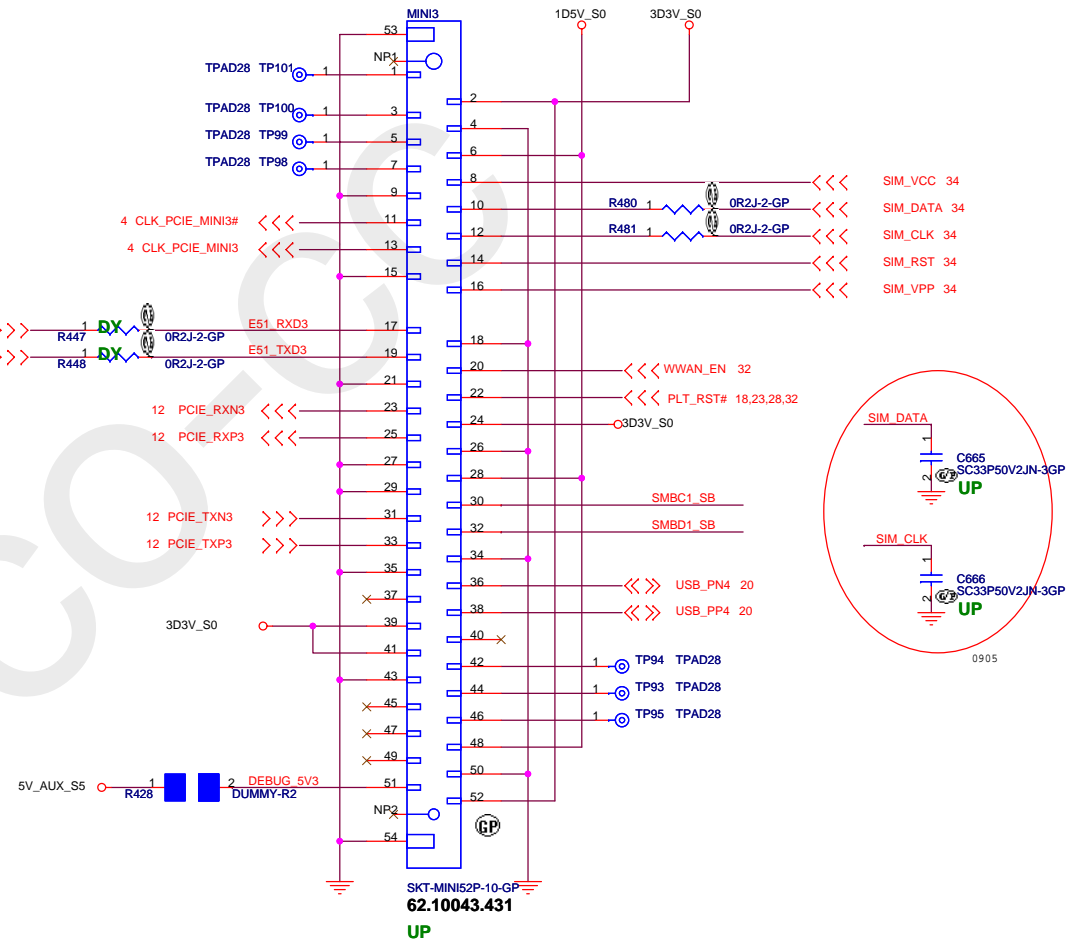 MINI3
1D5V_S0 3D3V_S0
53
NP1
TPAD28 TP101 1 1
2
TPAD28 TP100 1 3
4
TPAD28 TP99 1 5
6
TPAD28 TP98 1 7
8 SIM_VCC 34
9
10 R480 1 0R2J-2-GP SIM_DATA 34
4 CLK_PCIE_MINI3# 11
12 R481 1 0R2J-2-GP SIM_CLK 34
4 CLK_PCIE_MINI3 13
14 SIM_RST 34
15
16 SIM_VPP 34
R447 1 DY 0R2J-2-GP E51_RXD3 17
18
R448 1 DY 0R2J-2-GP E51_TXD3 19
20 WWAN_EN 32
21
22 PLT_RST# 18,23,28,32
12 PCIE_RXN3 23
24 3D3V_S0
12 PCIE_RXP3 25
26
27
28
29
30 SMBC1_SB
12 PCIE_TXN3 31
32 SMBD1_SB
12 PCIE_TXP3 33
34
35
36 USB_PN4 20
37
38 USB_PP4 20
3D3V_S0 39
40
41
42 1 TP94 TPAD28
43
44 1 TP93 TPAD28
45
46 1 TP95 TPAD28
47
48
49
50
5V_AUX_S5 R428 1 2 DUMMY-R2 DEBUG_5V3 51
52
NP2
GP
54
SKT-MINI52P-10-GP
62.10043.431
UP
SIM_DATA
1
C665
SC33P50V2JN-3GP
2
UP
SIM_CLK
1
C666
SC33P50V2JN-3GP
2
UP
0905